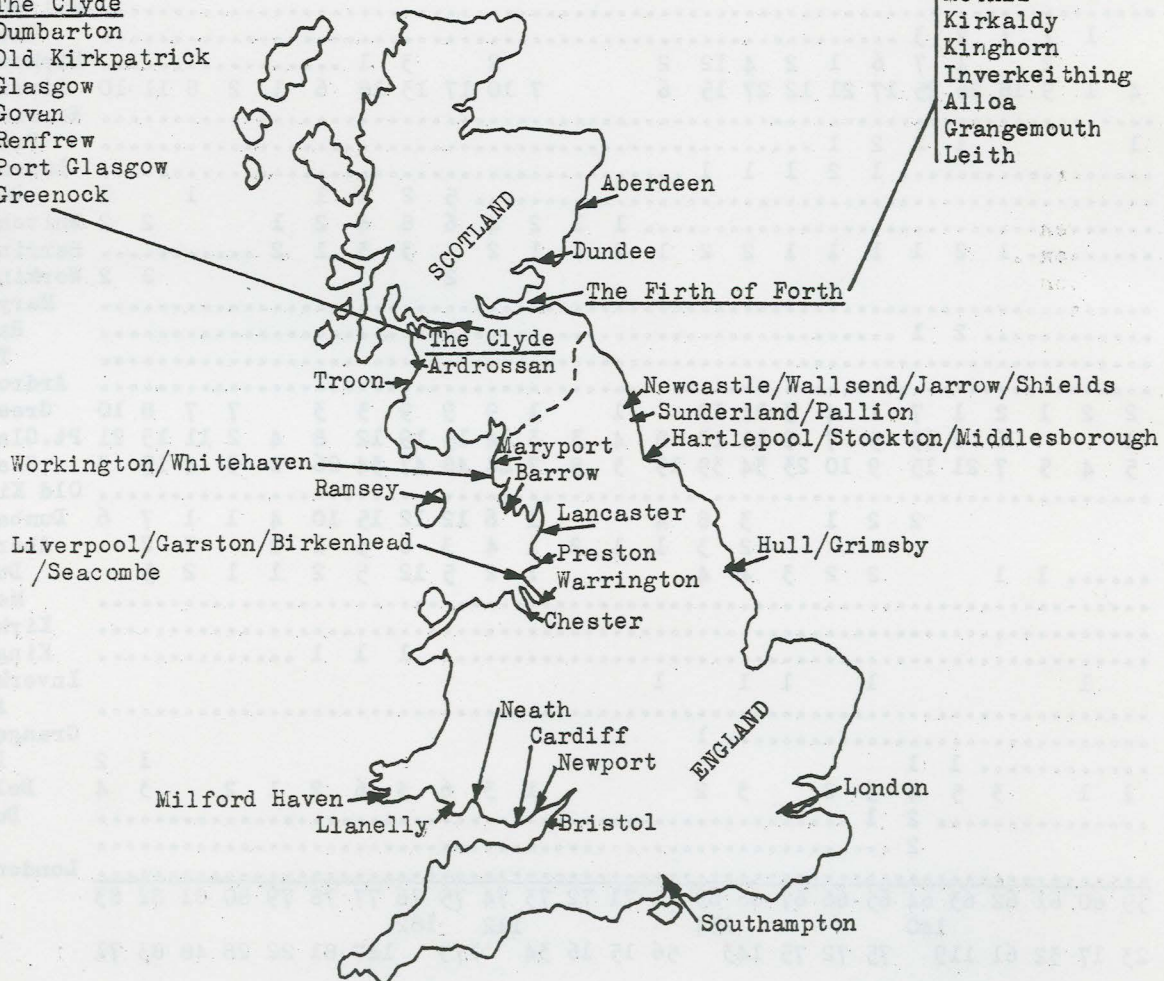 The Clyde
Dumbarton
Old Kirkpatrick
Glasgow
Govan
Renfrew
Port Glasgow
Greenock
Kirkaldy
Kinghorn
Inverkeithing
Alloa
Grangemouth
Leith
SCOTLAND
Aberdeen
Dundee
The Firth of Forth
The Clyde
Ardrossan
Troon
Newcastle/Wallsend/Jarrow/Shields
Sunderland/Pallion
Hartlepool/Stockton/Middlesborough
Maryport
Workington/Whitehaven
Barrow
Ramsey
Lancaster
Liverpool/Garston/Birkenhead
/Seacombe
Preston
Hull/Grimsby
Warrington
Chester
Neath
Cardiff
Newport
ENGLAND
Milford Haven
London
Llanelly
Bristol
Southampton